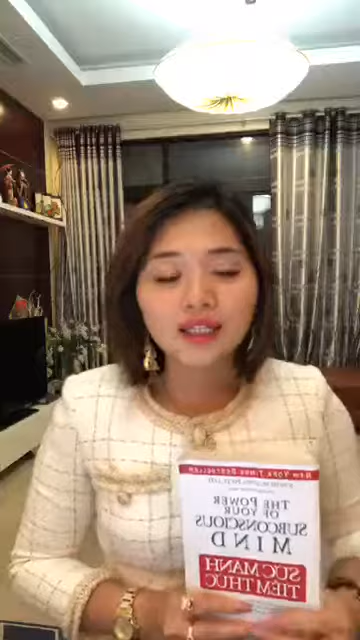 New York Times Bestseller
THE POWER
OF YOUR
SUBCONSCIOUS
MIND
SỨC MẠNH
TIỀM THỨC